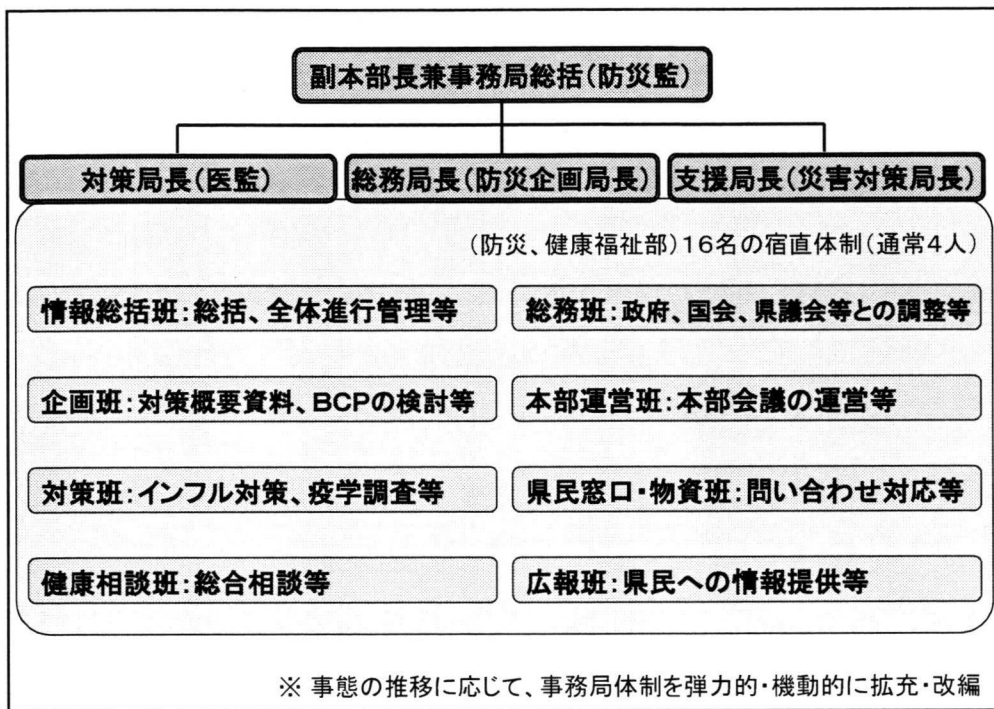 副本部長兼事務局総括(防災監)
対策局長(医監)
総務局長(防災企画局長)
支援局長(災害対策局長)
(防災、健康福祉部)16名の宿直体制(通常4人)
情報総括班:総括、全体進行管理等
総務班:政府、国会、県議会等との調整等
企画班:対策概要資料、BCPの検討等
本部運営班:本部会議の運営等
対策班:インフル対策、疫学調査等
県民窓口・物資班:問い合わせ対応等
健康相談班:総合相談等
広報班:県民への情報提供等
※ 事態の推移に応じて、事務局体制を弾力的・機動的に拡充・改編